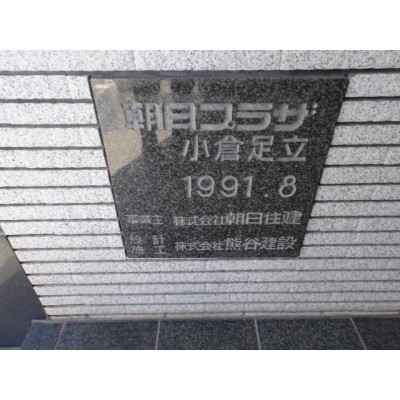 朝日プラザ
小倉足立
1991.8
事業主 株式会社朝日住建
設計
施工 株式会社熊谷建設